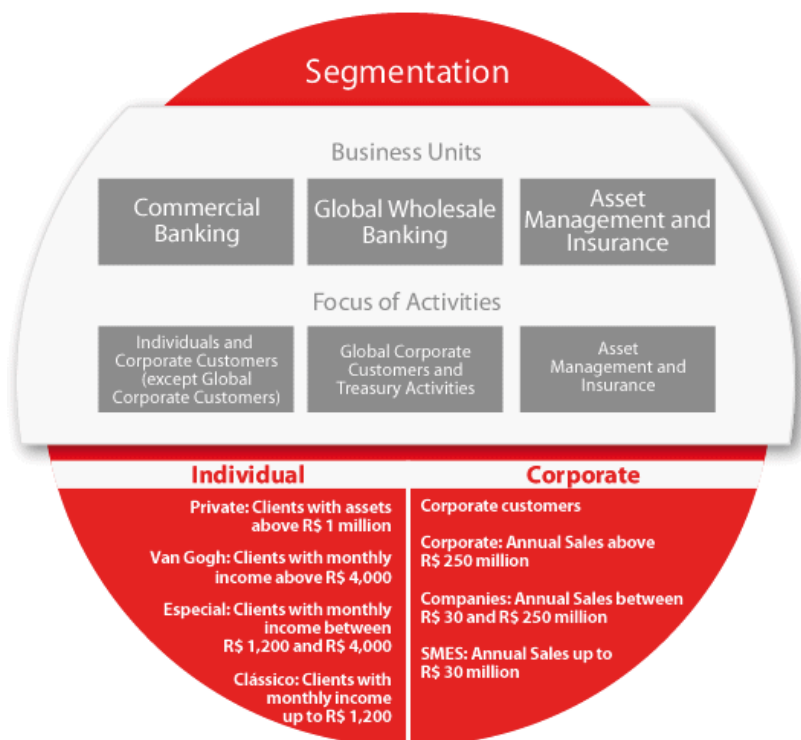 Segmentation
Business Units
Commercial
Banking
Global Wholesale
Banking
Asset
Management and
Insurance
Focus of Activities
Individuals and
Corporate Customers
(except Global
Corporate Customers)
Global Corporate
Customers and
Treasury Activities
Asset
Management and
Insurance
Individual
Private: Clients with assets
above R$ 1 million
Van Gogh: Clients with monthly
income above R$ 4,000
Especial: Clients with monthly
income between
R$ 1,200 and R$ 4,000
Clássico: Clients with
monthly income
up to R$ 1,200
Corporate
Corporate customers
Corporate: Annual Sales above
R$ 250 million
Companies: Annual Sales between
R$ 30 and R$ 250 million
SMES: Annual Sales up to
R$ 30 million